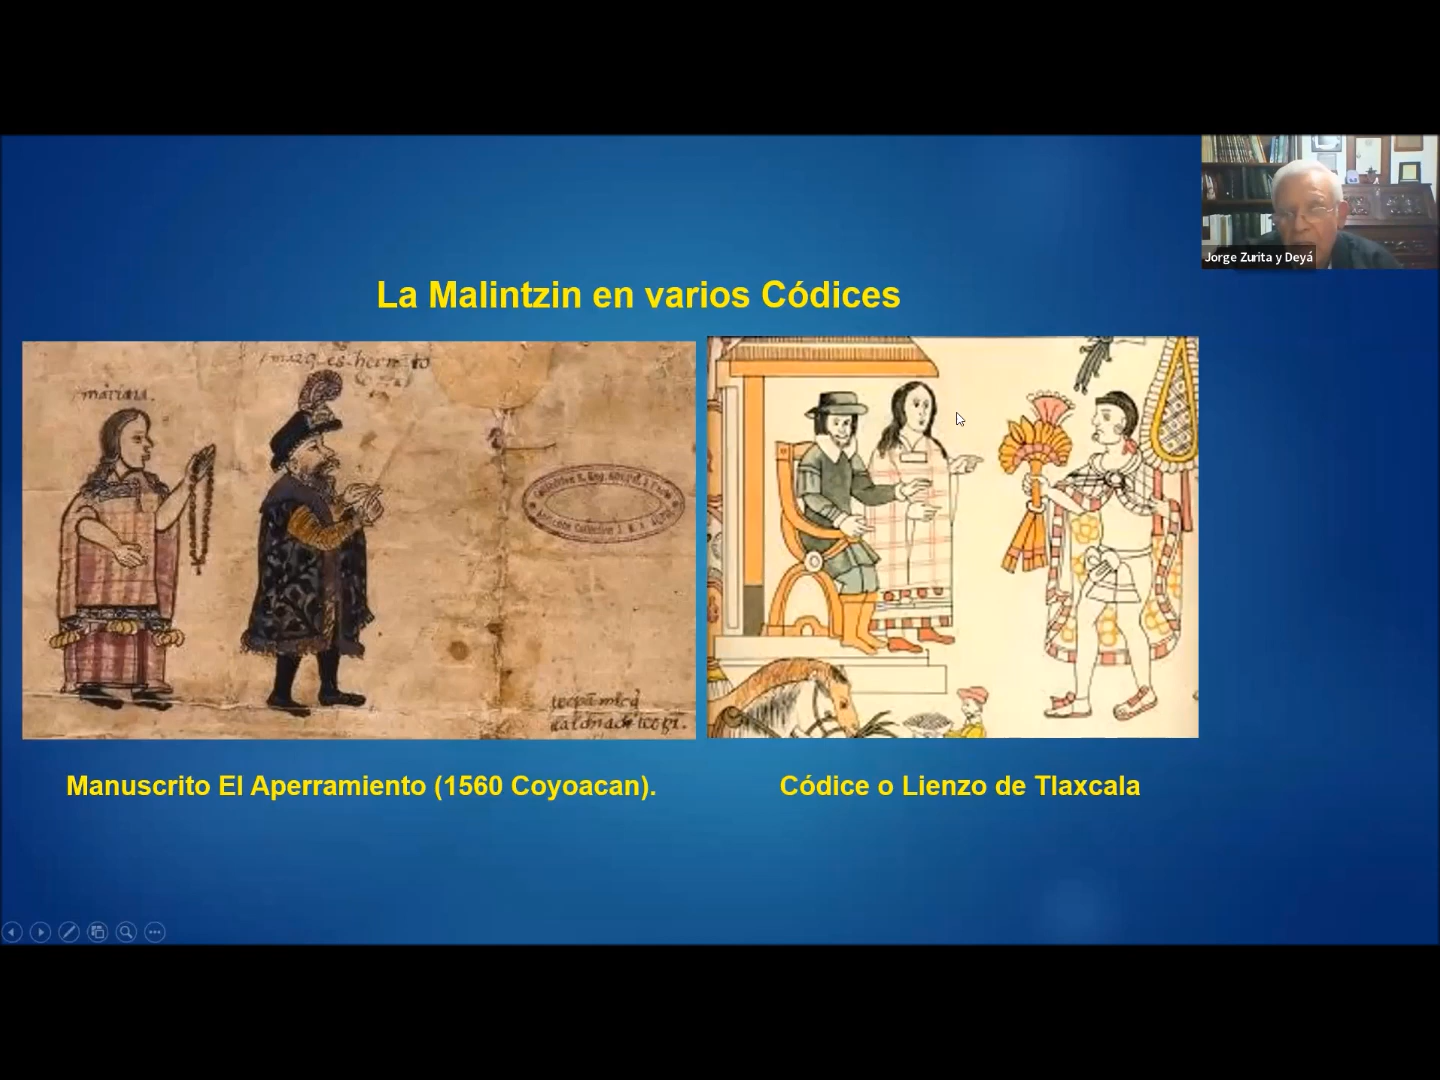 Jorge Zurita y Deyá
La Malintzin en varios Códices
mariana.
Manuscrito El Aperramiento (1560 Coyoacan).
Códice o Lienzo de Tlaxcala